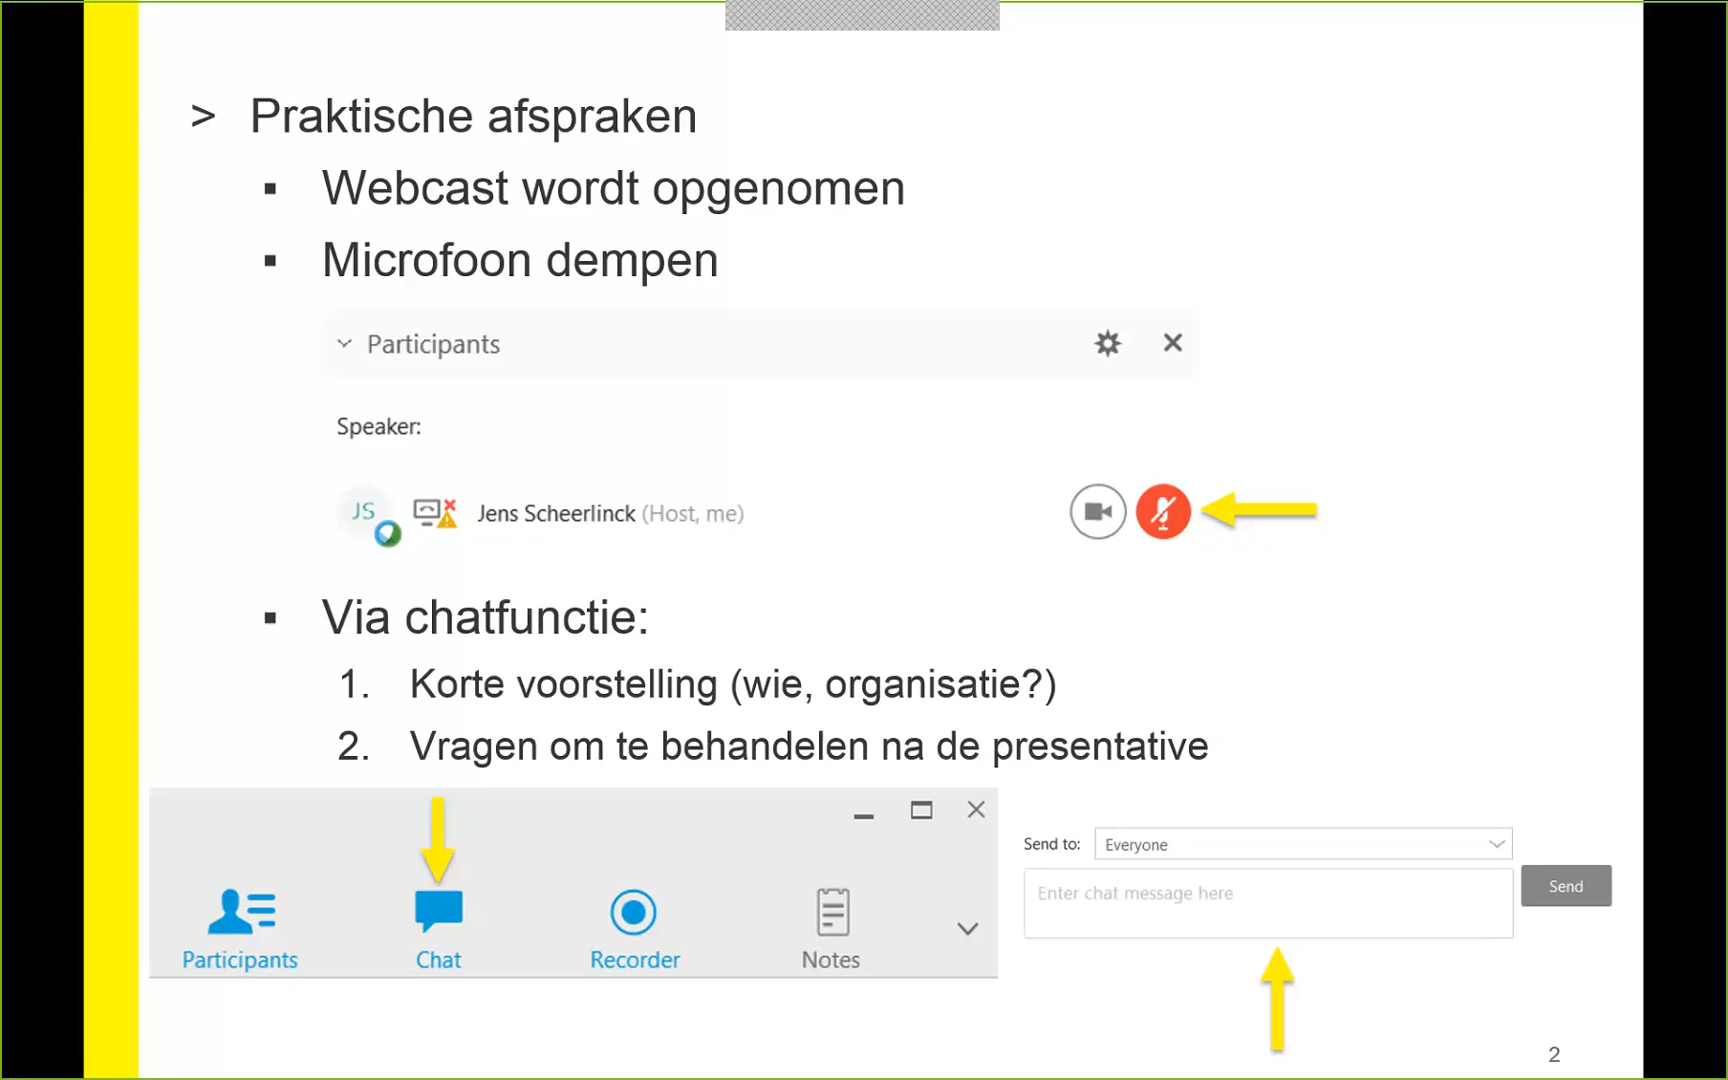 > Praktische afspraken
▪ Webcast wordt opgenomen
▪ Microfoon dempen
Participants
Speaker:
JS Jens Scheerlinck (Host, me)
▪ Via chatfunctie:
1. Korte voorstelling (wie, organisatie?)
2. Vragen om te behandelen na de presentative
Send to: Everyone
Enter chat message here
Send
Participants Chat Recorder Notes
2